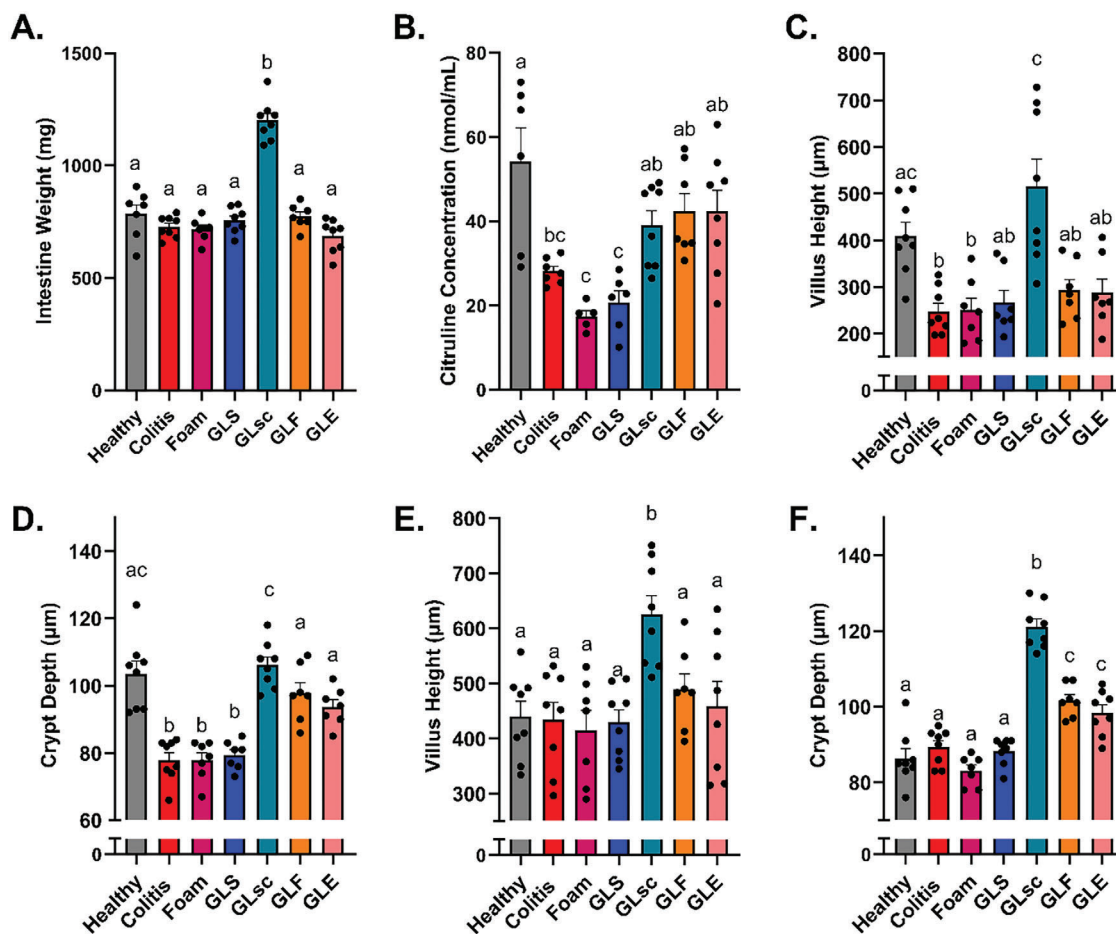 A.
Intestine Weight (mg)
1500
1000
500
0
a
a
a
a
b
a
a
Healthy
Colitis
Foam
GLS
GLsc
GLF
GLE
B.
Citruline Concentration (nmol/mL)
80
60
40
20
0
a
bc
c
c
ab
ab
ab
Healthy
Colitis
Foam
GLS
GLsc
GLF
GLE
C.
Villus Height (µm)
800
700
600
500
400
300
200
0
ac
b
b
ab
c
ab
ab
Healthy
Colitis
Foam
GLS
GLsc
GLF
GLE
D.
Crypt Depth (µm)
140
120
100
80
60
0
ac
b
b
b
c
a
a
Healthy
Colitis
Foam
GLS
GLsc
GLF
GLE
E.
Villus Height (µm)
800
700
600
500
400
300
0
a
a
a
a
b
a
a
Healthy
Colitis
Foam
GLS
GLsc
GLF
GLE
F.
Crypt Depth (µm)
140
120
100
80
0
a
a
a
a
b
c
c
Healthy
Colitis
Foam
GLS
GLsc
GLF
GLE